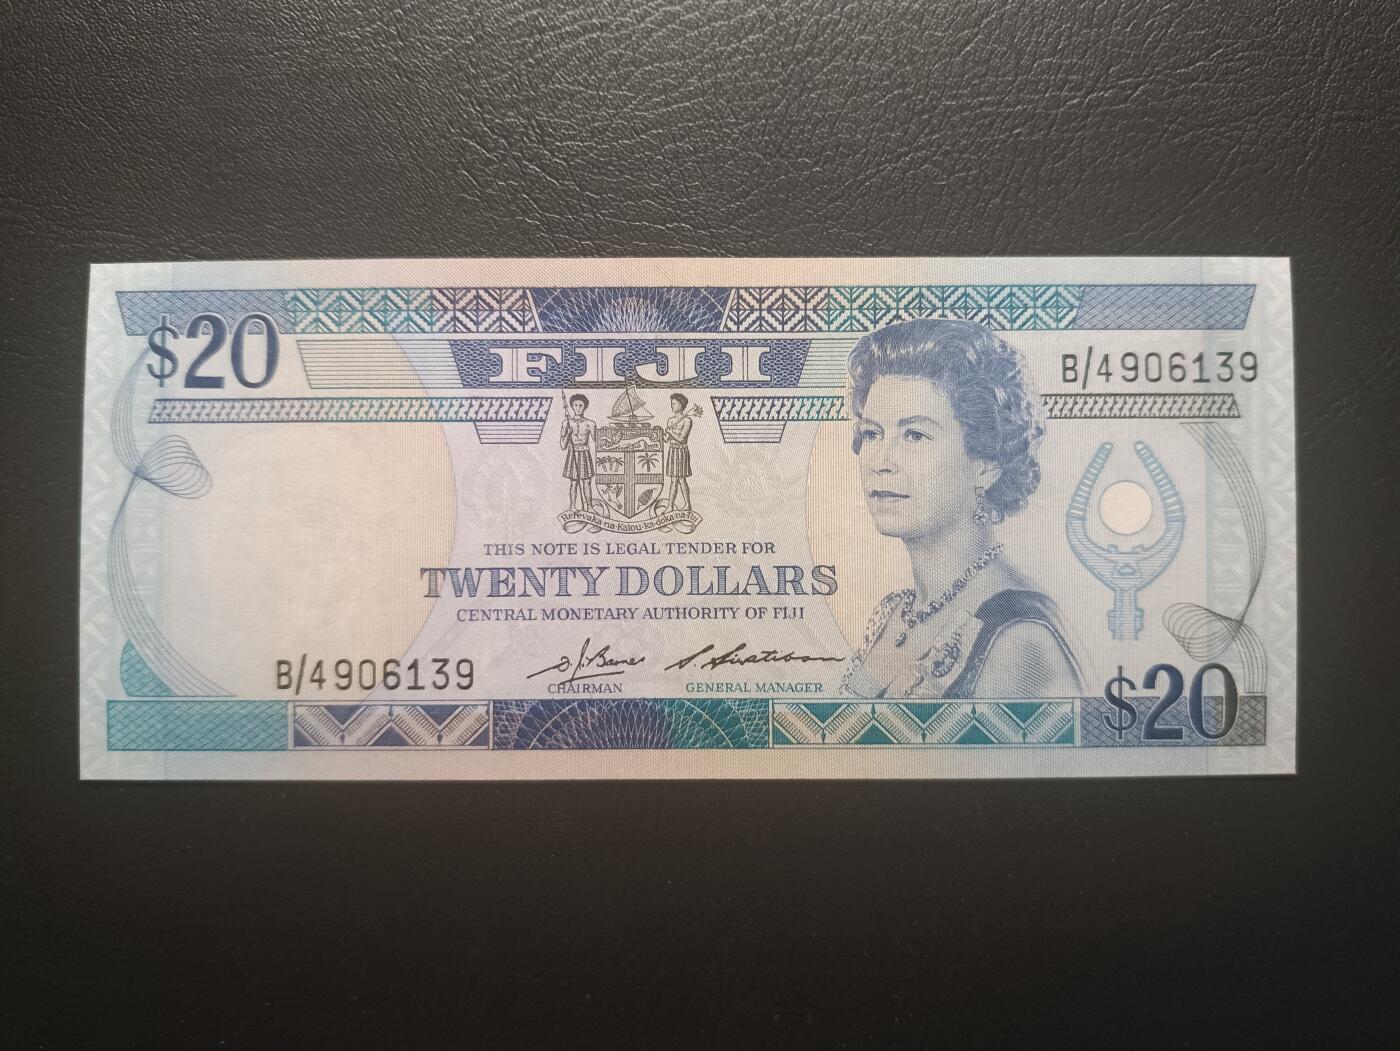 $20
FIJI
B/4906139
Rerevaka-na-Kalou-ka-doka-na-Tui
THIS NOTE IS LEGAL TENDER FOR
TWENTY DOLLARS
CENTRAL MONETARY AUTHORITY OF FIJI
B/4906139
CHAIRMAN
GENERAL MANAGER
$20